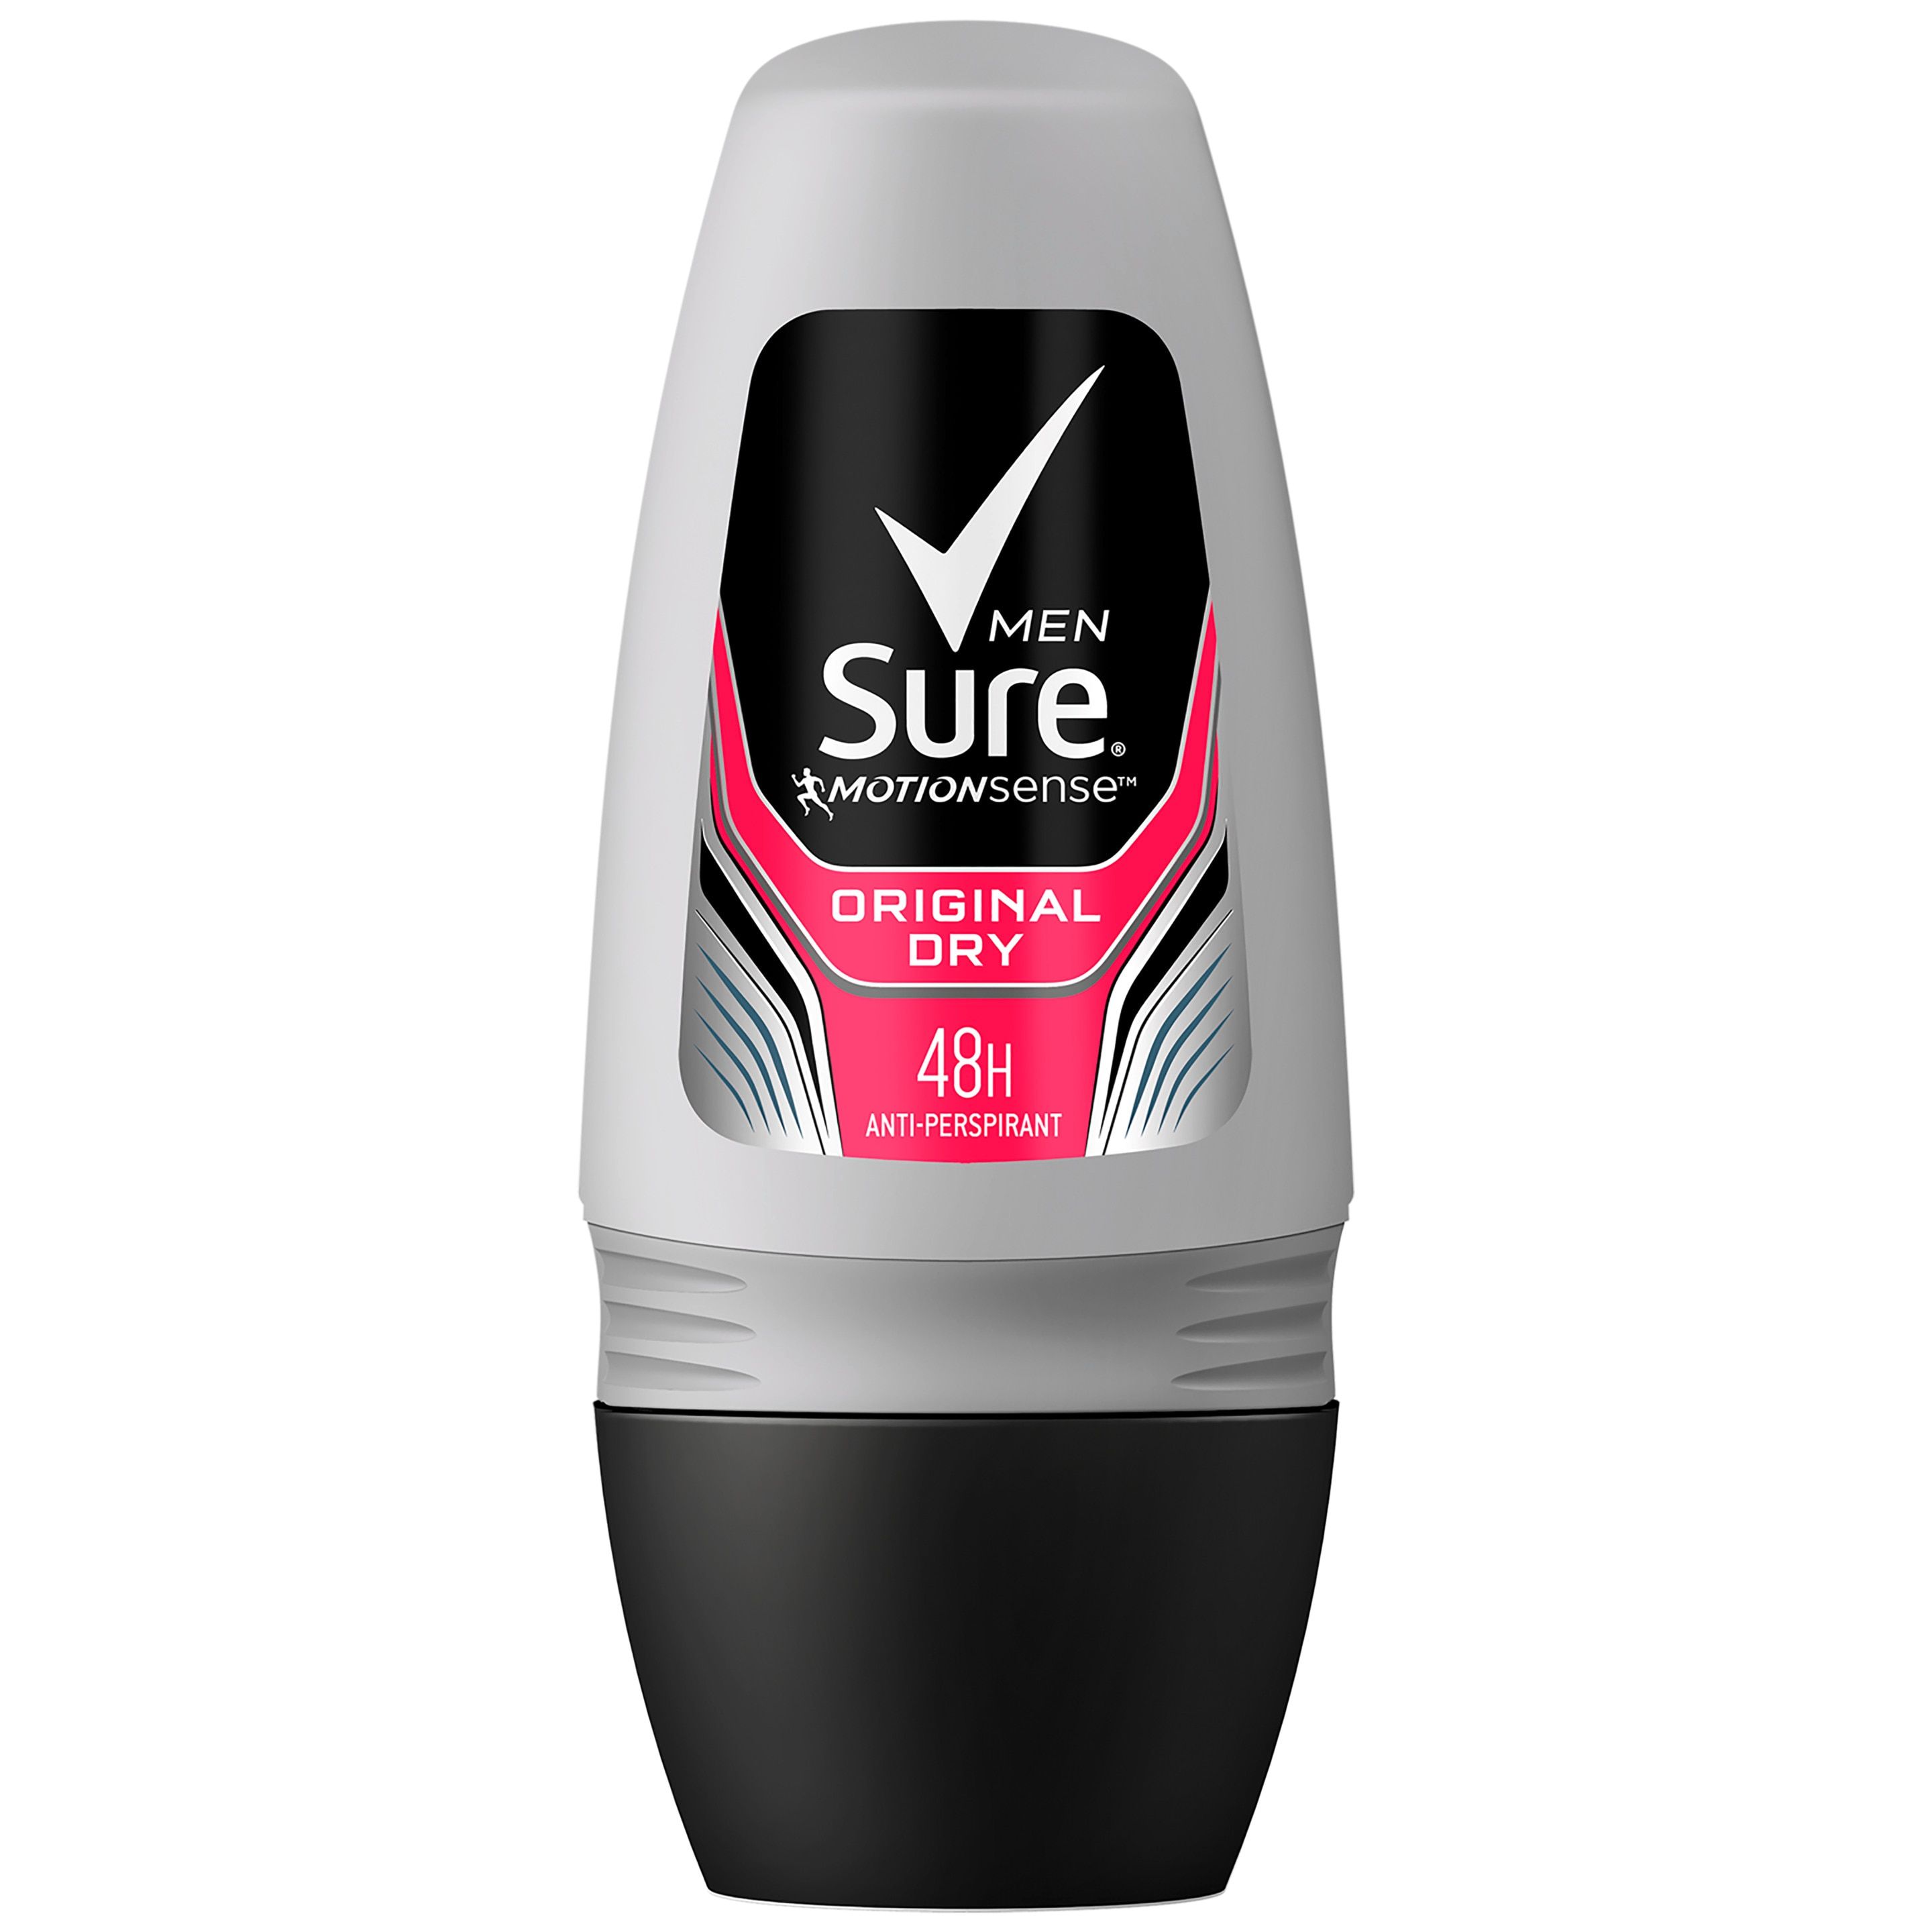 MEN
Sure®
MOTIONsense™
ORIGINAL
DRY
48H
ANTI-PERSPIRANT